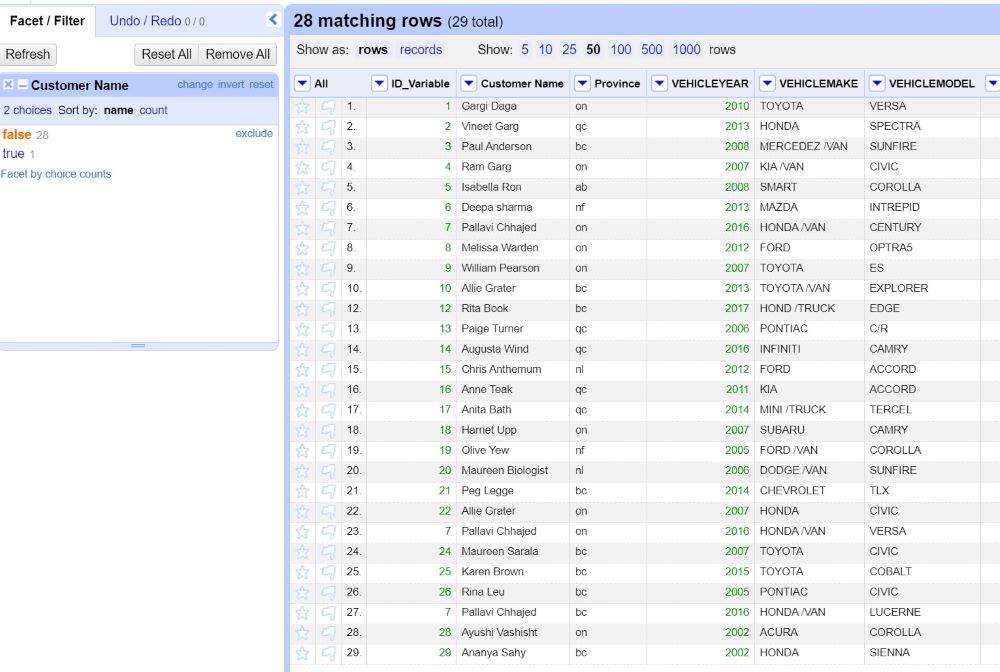 Facet / Filter Undo / Redo 0 / 0
Refresh Reset All Remove All
Customer Name change invert reset
2 choices Sort by: name count
false 28 exclude
true 1
Facet by choice counts
28 matching rows (29 total)
Show as: rows records Show: 5 10 25 50 100 500 1000 rows
All ID_Variable Customer Name Province VEHICLEYEAR VEHICLEMAKE VEHICLEMODEL
1. 1 Gargi Daga on 2010 TOYOTA VERSA
2. 2 Vineet Garg qc 2013 HONDA SPECTRA
3. 3 Paul Anderson bc 2008 MERCEDEZ /VAN SUNFIRE
4. 4 Ram Garg on 2007 KIA /VAN CIVIC
5. 5 Isabella Ron ab 2008 SMART COROLLA
6. 6 Deepa sharma nf 2013 MAZDA INTREPID
7. 7 Pallavi Chhajed on 2016 HONDA /VAN CENTURY
8. 8 Melissa Warden on 2012 FORD OPTRA5
9. 9 William Pearson on 2007 TOYOTA ES
10. 10 Allie Grater bc 2013 TOYOTA /VAN EXPLORER
12. 12 Rita Book bc 2017 HOND /TRUCK EDGE
13. 13 Paige Turner qc 2006 PONTIAC C/R
14. 14 Augusta Wind qc 2016 INFINITI CAMRY
15. 15 Chris Anthemum nl 2012 FORD ACCORD
16. 16 Anne Teak qc 2011 KIA ACCORD
17. 17 Anita Bath qc 2014 MINI /TRUCK TERCEL
18. 18 Harriet Upp on 2007 SUBARU CAMRY
19. 19 Olive Yew nf 2005 FORD /VAN COROLLA
20. 20 Maureen Biologist nl 2006 DODGE /VAN SUNFIRE
21. 21 Peg Legge bc 2014 CHEVROLET TLX
22. 22 Allie Grater on 2007 HONDA CIVIC
23. 7 Pallavi Chhajed on 2016 HONDA /VAN VERSA
24. 24 Maureen Sarala bc 2007 TOYOTA CIVIC
25. 25 Karen Brown bc 2015 TOYOTA COBALT
26. 26 Rina Leu bc 2005 PONTIAC CIVIC
27. 7 Pallavi Chhajed bc 2016 HONDA /VAN LUCERNE
28. 28 Ayushi Vashisht on 2002 ACURA COROLLA
29. 29 Ananya Sahy bc 2002 HONDA SIENNA